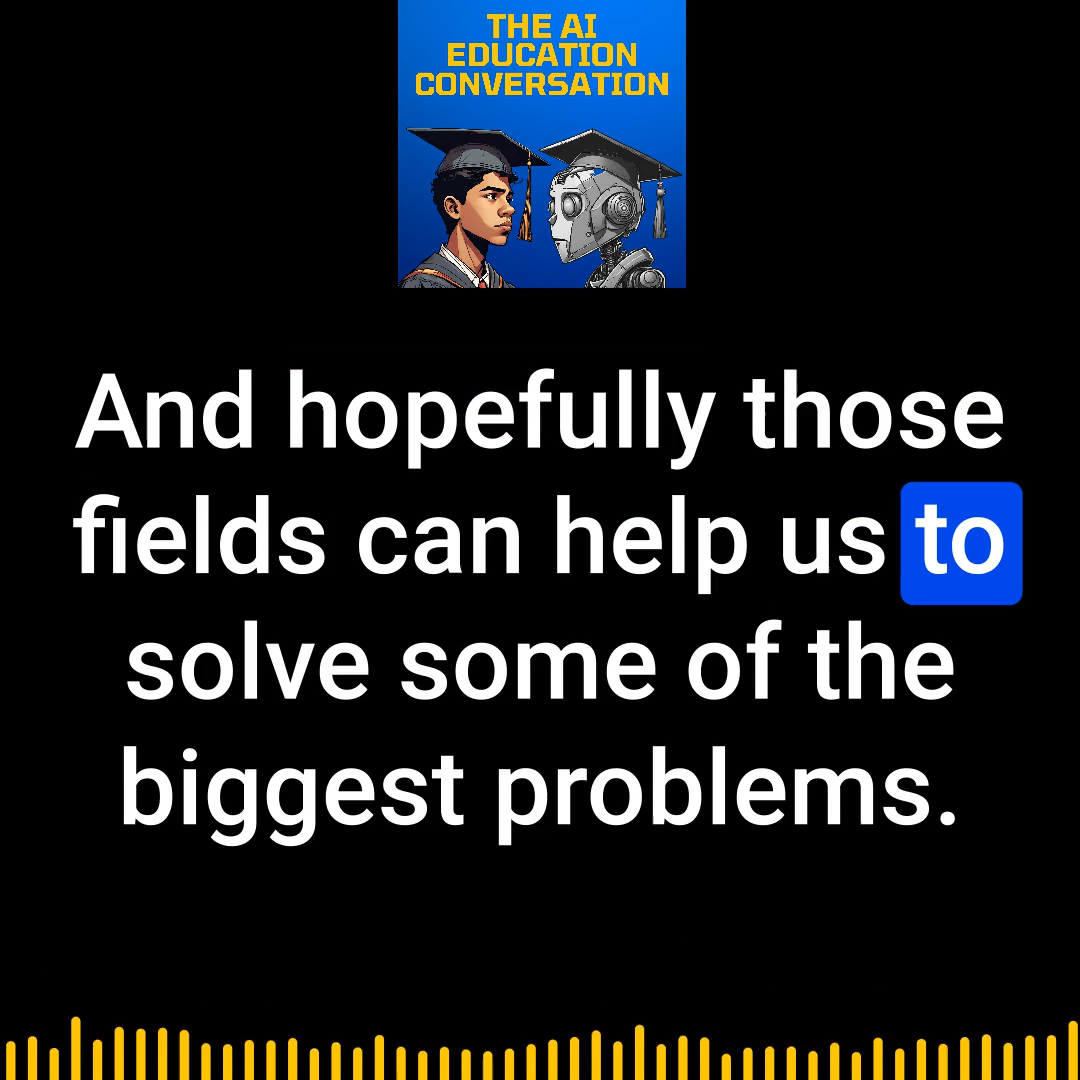 THE AI
EDUCATION
CONVERSATION
And hopefully those
fields can help us to
solve some of the
biggest problems.